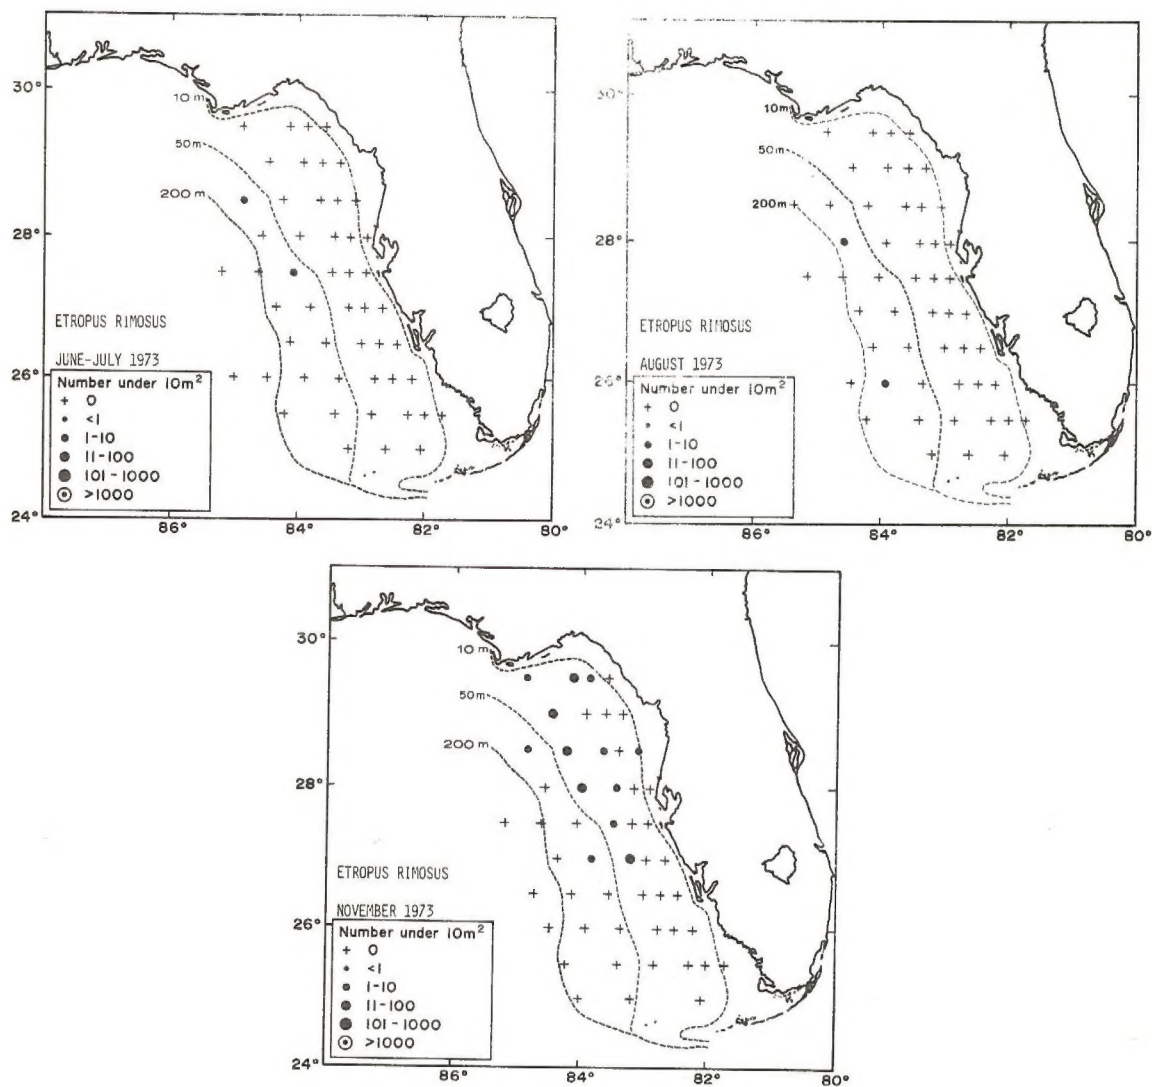 30°
10 m
50m
200 m
28°
ETROPUS RIMOSUS
JUNE-JULY 1973
26°
Number under 10m²
+ 0
<1
1-10
11-100
101-1000
>1000
24°
86° 84° 82° 80°
30°
10m
50m
200m
28°
ETROPUS RIMOSUS
AUGUST 1973
26°
Number under 10m²
+ 0
<1
1-10
11-100
101-1000
>1000
24°
86° 84° 82° 80°
30°
10 m
50m
200 m
28°
ETROPUS RIMOSUS
NOVEMBER 1973
26°
Number under 10m²
+ 0
<1
1-10
11-100
101-1000
>1000
24°
86° 84° 82° 80°